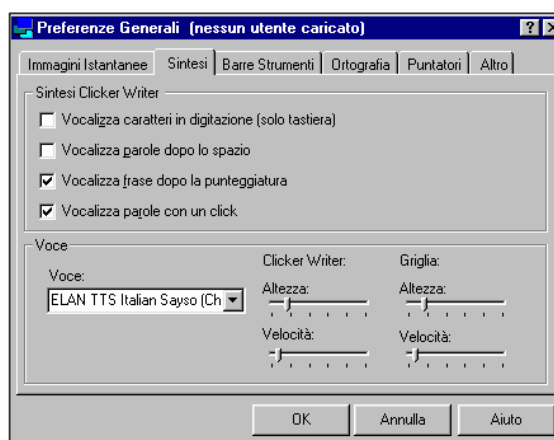 Preferenze Generali  (nessun utente caricato)
Immagini Istantanee Sintesi Barre Strumenti Ortografia Puntatori Altro
Sintesi Clicker Writer
Vocalizza caratteri in digitazione (solo tastiera)
Vocalizza parole dopo lo spazio
Vocalizza frase dopo la punteggiatura
Vocalizza parole con un click
Voce
Clicker Writer: Griglia:
Voce:
Altezza: Altezza:
ELAN TTS Italian Sayso (Ch
Velocità: Velocità:
OK Annulla Aiuto